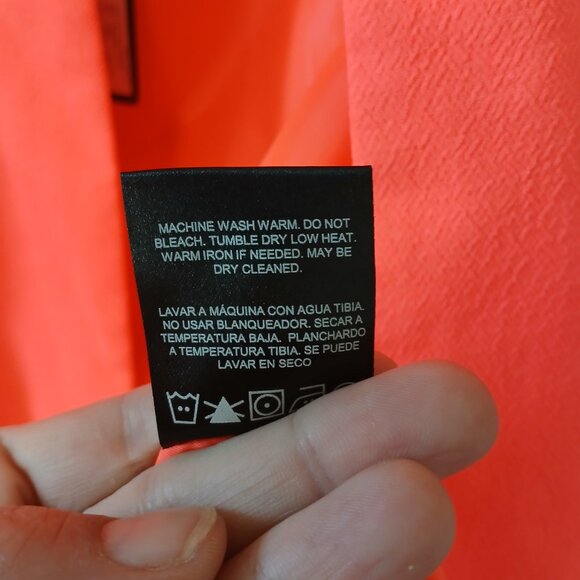 MACHINE WASH WARM. DO NOT
BLEACH. TUMBLE DRY LOW HEAT.
WARM IRON IF NEEDED. MAY BE
DRY CLEANED.
LAVAR A MÁQUINA CON AGUA TIBIA.
NO USAR BLANQUEADOR. SECAR A
TEMPERATURA BAJA. PLANCHARDO
A TEMPERATURA TIBIA. SE PUEDE
LAVAR EN SECO